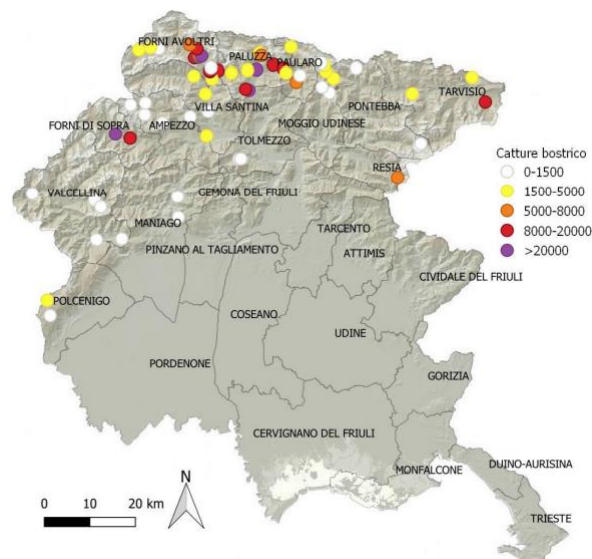 FORNI AVOLTRI
PALUZZA
PAULARO
TARVISIO
PONTEBBA
VILLA SANTINA
MOGGIO UDINESE
FORNI DI SOPRA
AMPEZZO
TOLMEZZO
RESIA
VALCELLINA
GEMONA DEL FRIULI
MANIAGO
TARCENTO
PINZANO AL TAGLIAMENTO
ATTIMIS
CIVIDALE DEL FRIULI
POLCENIGO
COSEANO
UDINE
PORDENONE
GORIZIA
CERVIGNANO DEL FRIULI
MONFALCONE
DUINO-AURISINA
TRIESTE
Catture bostrico
0-1500
1500-5000
5000-8000
8000-20000
>20000
N
0 10 20 km